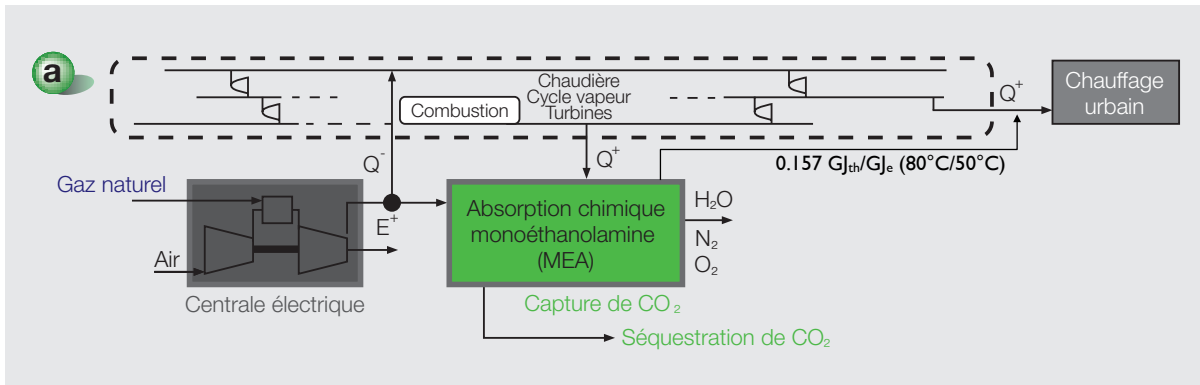 a
Chaudière
Cycle vapeur
Turbines
Combustion
Q⁺
Chauffage
urbain
Q⁻
Q⁺
0.157 GJth/GJe (80°C/50°C)
Gaz naturel
E⁺
Air
Centrale électrique
Absorption chimique
monoéthanolamine
(MEA)
H₂O
N₂
O₂
Capture de CO₂
Séquestration de CO₂